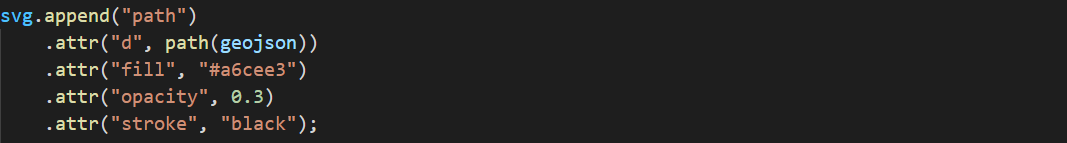 svg.append("path")
    .attr("d", path(geojson))
    .attr("fill", "#a6cee3")
    .attr("opacity", 0.3)
    .attr("stroke", "black");